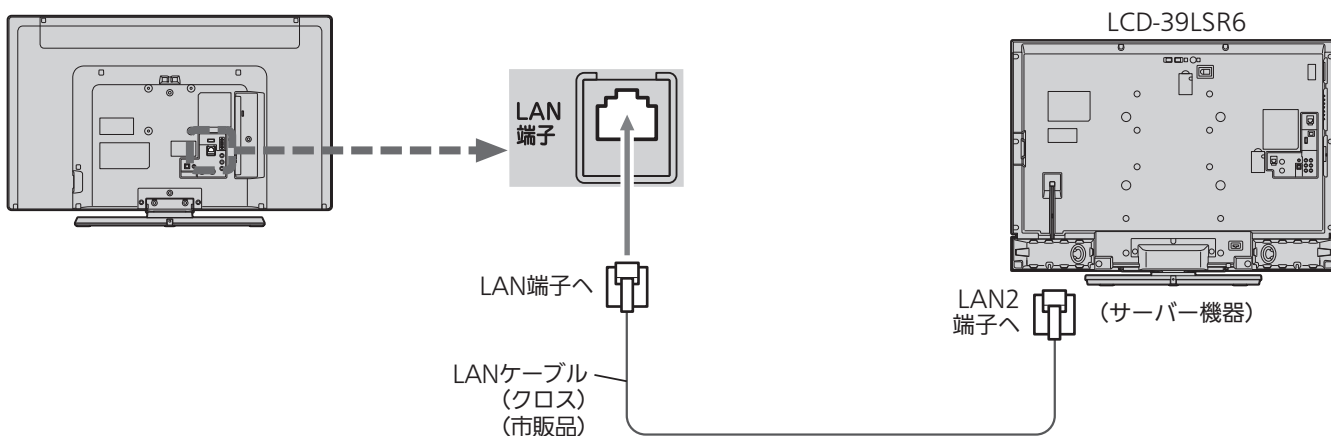 LCD-39LSR6
LAN
端子
LAN端子へ
LAN2
端子へ
（サーバー機器）
LANケーブル
（クロス）
（市販品）